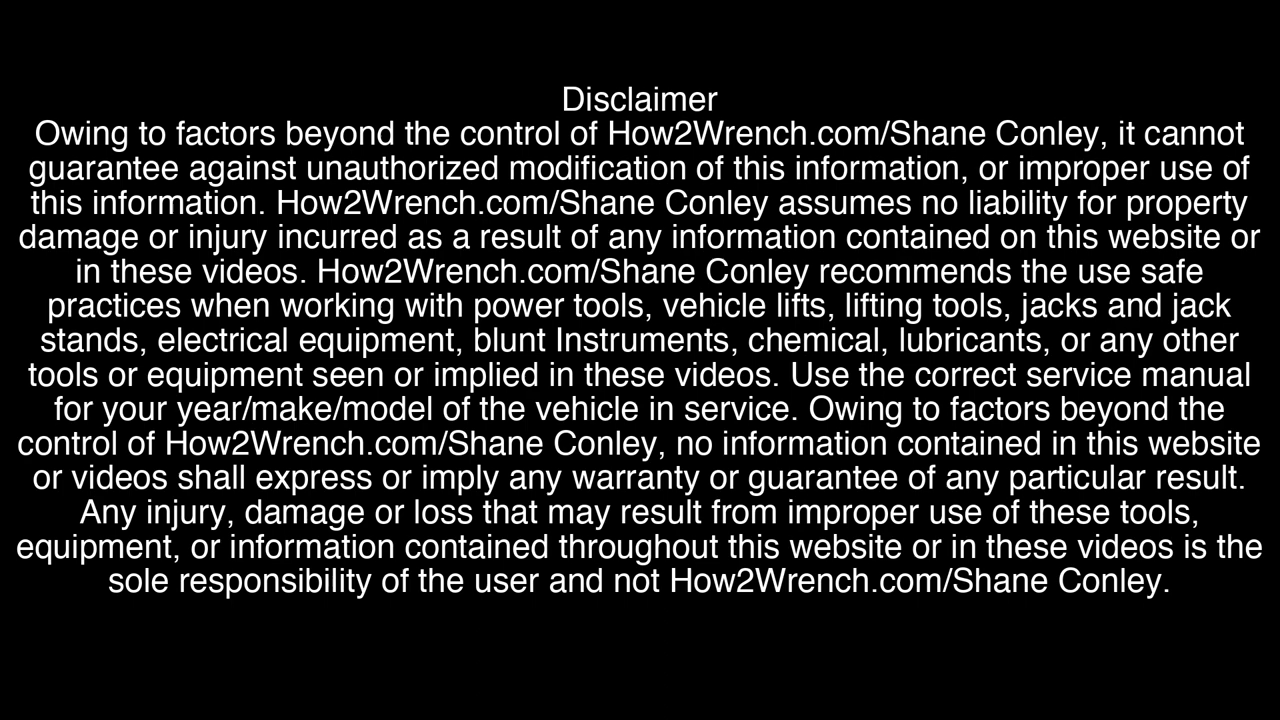 Disclaimer
Owing to factors beyond the control of How2Wrench.com/Shane Conley, it cannot
guarantee against unauthorized modification of this information, or improper use of
this information. How2Wrench.com/Shane Conley assumes no liability for property
damage or injury incurred as a result of any information contained on this website or
in these videos. How2Wrench.com/Shane Conley recommends the use safe
practices when working with power tools, vehicle lifts, lifting tools, jacks and jack
stands, electrical equipment, blunt Instruments, chemical, lubricants, or any other
tools or equipment seen or implied in these videos. Use the correct service manual
for your year/make/model of the vehicle in service. Owing to factors beyond the
control of How2Wrench.com/Shane Conley, no information contained in this website
or videos shall express or imply any warranty or guarantee of any particular result.
Any injury, damage or loss that may result from improper use of these tools,
equipment, or information contained throughout this website or in these videos is the
sole responsibility of the user and not How2Wrench.com/Shane Conley.